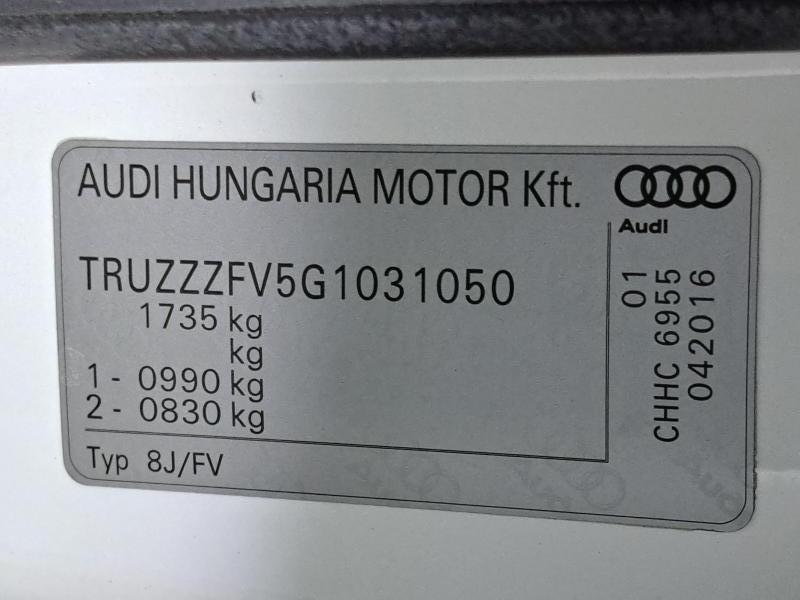 AUDI HUNGARIA MOTOR Kft.
Audi
TRUZZZFV5G1031050
1735 kg
kg
1 - 0990 kg
2 - 0830 kg
Typ 8J/FV
01
CHHC 6955
042016